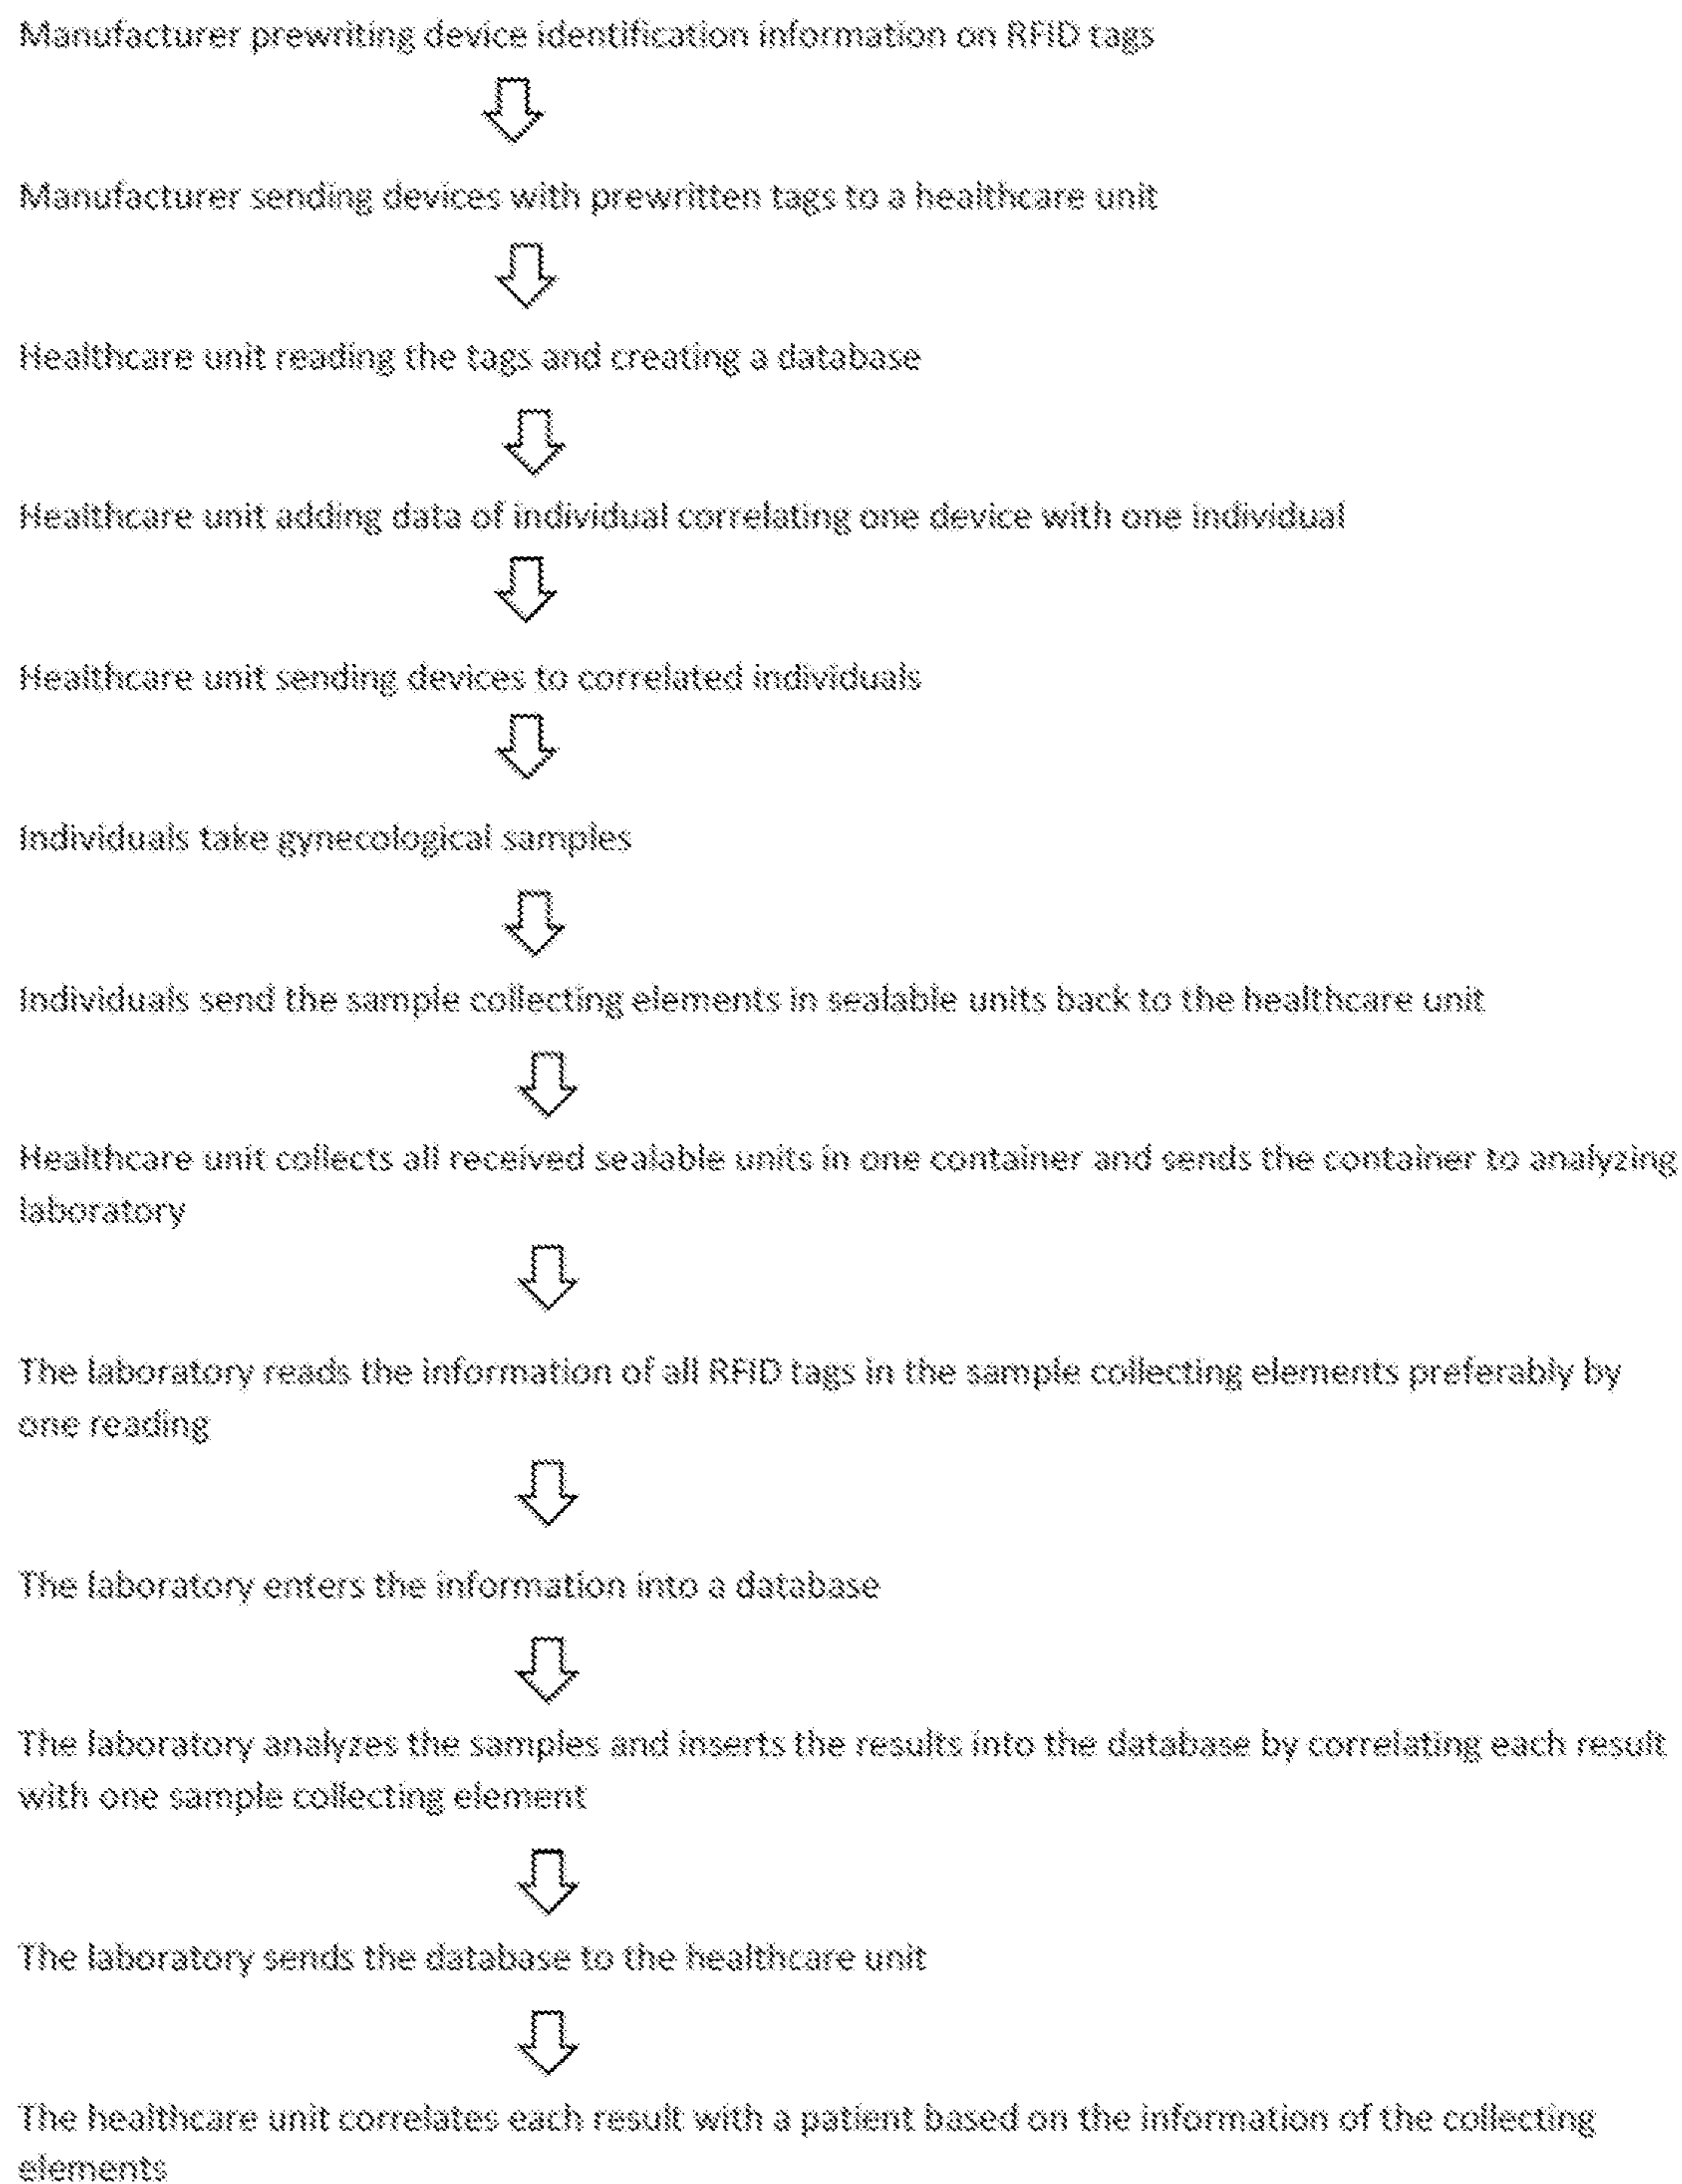 Manufacturer prewriting device identification information on RFID tags
Manufacturer sending devices with prewritten tags to a healthcare unit
Healthcare unit reading the tags and creating a database
Healthcare unit adding data of individual correlating one device with one individual
Healthcare unit sending devices to correlated individuals
Individuals take gynecological samples
Individuals send the sample collecting elements in sealable units back to the healthcare unit
Healthcare unit collects all received sealable units in one container and sends the container to analyzing
laboratory
The laboratory reads the information of all RFID tags in the sample collecting elements preferably by
one reading
The laboratory enters the information into a database
The laboratory analyzes the samples and inserts the results into the database by correlating each result
with one sample collecting element
The laboratory sends the database to the healthcare unit
The healthcare unit correlates each result with a patient based on the information of the collecting
elements